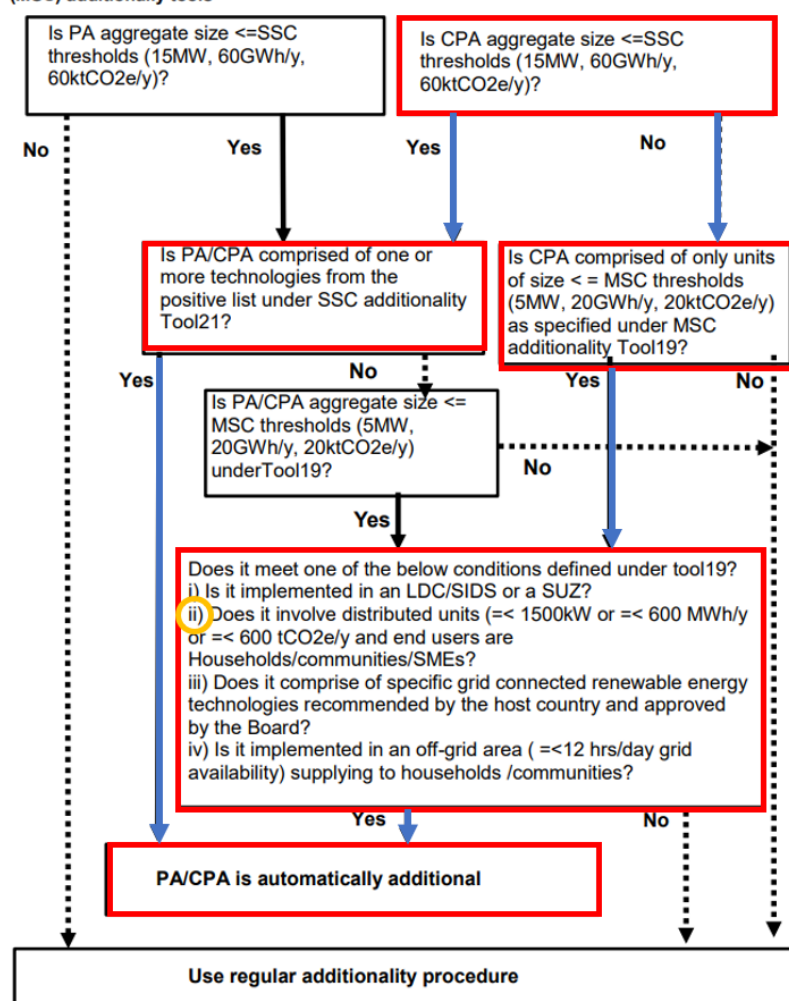 (MSC) additionality tools
Is PA aggregate size <=SSC
thresholds (15MW, 60GWh/y,
60ktCO2e/y)?
Is CPA aggregate size <=SSC
thresholds (15MW, 60GWh/y,
60ktCO2e/y)?
No
Yes
Yes
No
Is PA/CPA comprised of one or
more technologies from the
positive list under SSC additionality
Tool21?
Is CPA comprised of only units
of size < = MSC thresholds
(5MW, 20GWh/y, 20ktCO2e/y)
as specified under MSC
additionality Tool19?
Yes
No
Yes
No
Is PA/CPA aggregate size <=
MSC thresholds (5MW,
20GWh/y, 20ktCO2e/y)
underTool19?
No
Yes
Does it meet one of the below conditions defined under tool19?
i) Is it implemented in an LDC/SIDS or a SUZ?
ii) Does it involve distributed units (=< 1500kW or =< 600 MWh/y
or =< 600 tCO2e/y and end users are
Households/communities/SMEs?
iii) Does it comprise of specific grid connected renewable energy
technologies recommended by the host country and approved
by the Board?
iv) Is it implemented in an off-grid area ( =<12 hrs/day grid
availability) supplying to households /communities?
Yes
No
PA/CPA is automatically additional
Use regular additionality procedure